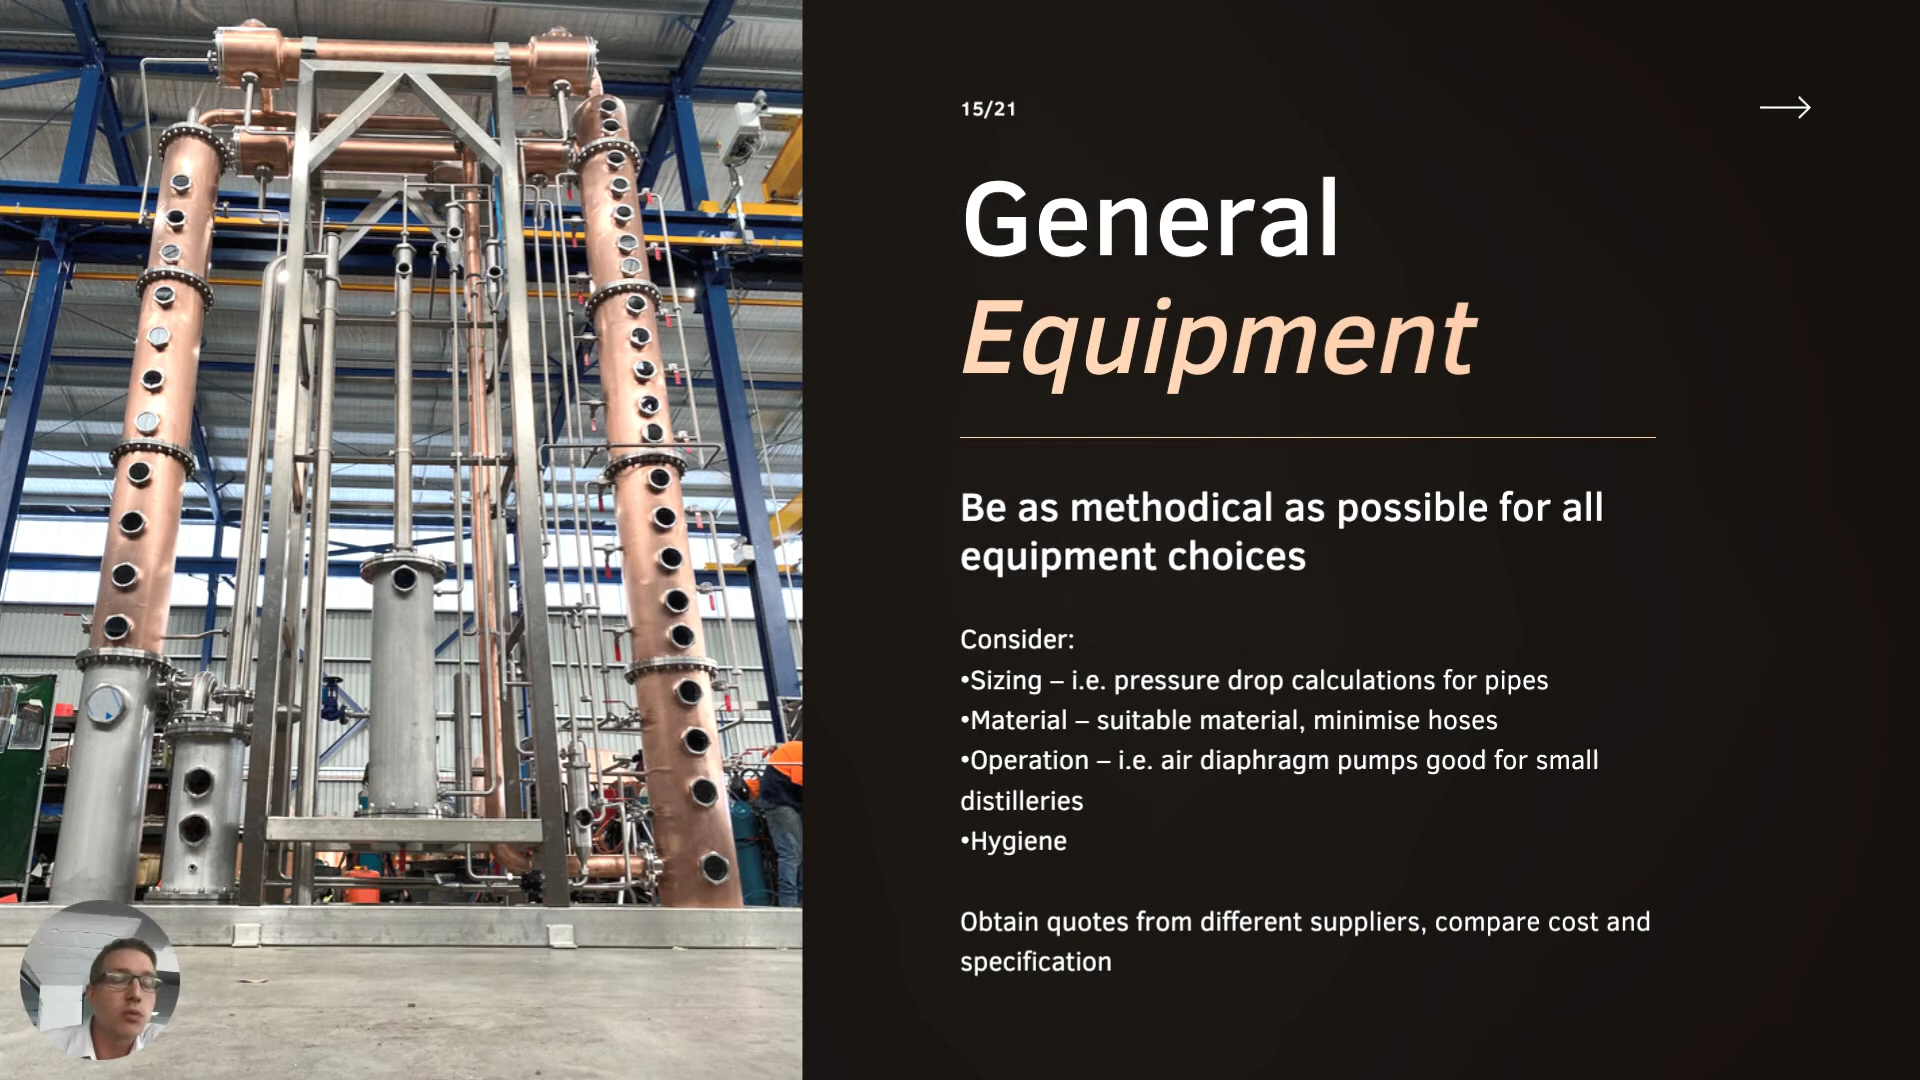 15/21
General
Equipment
Be as methodical as possible for all
equipment choices
Consider:
•Sizing – i.e. pressure drop calculations for pipes
•Material – suitable material, minimise hoses
•Operation – i.e. air diaphragm pumps good for small
distilleries
•Hygiene
Obtain quotes from different suppliers, compare cost and
specification